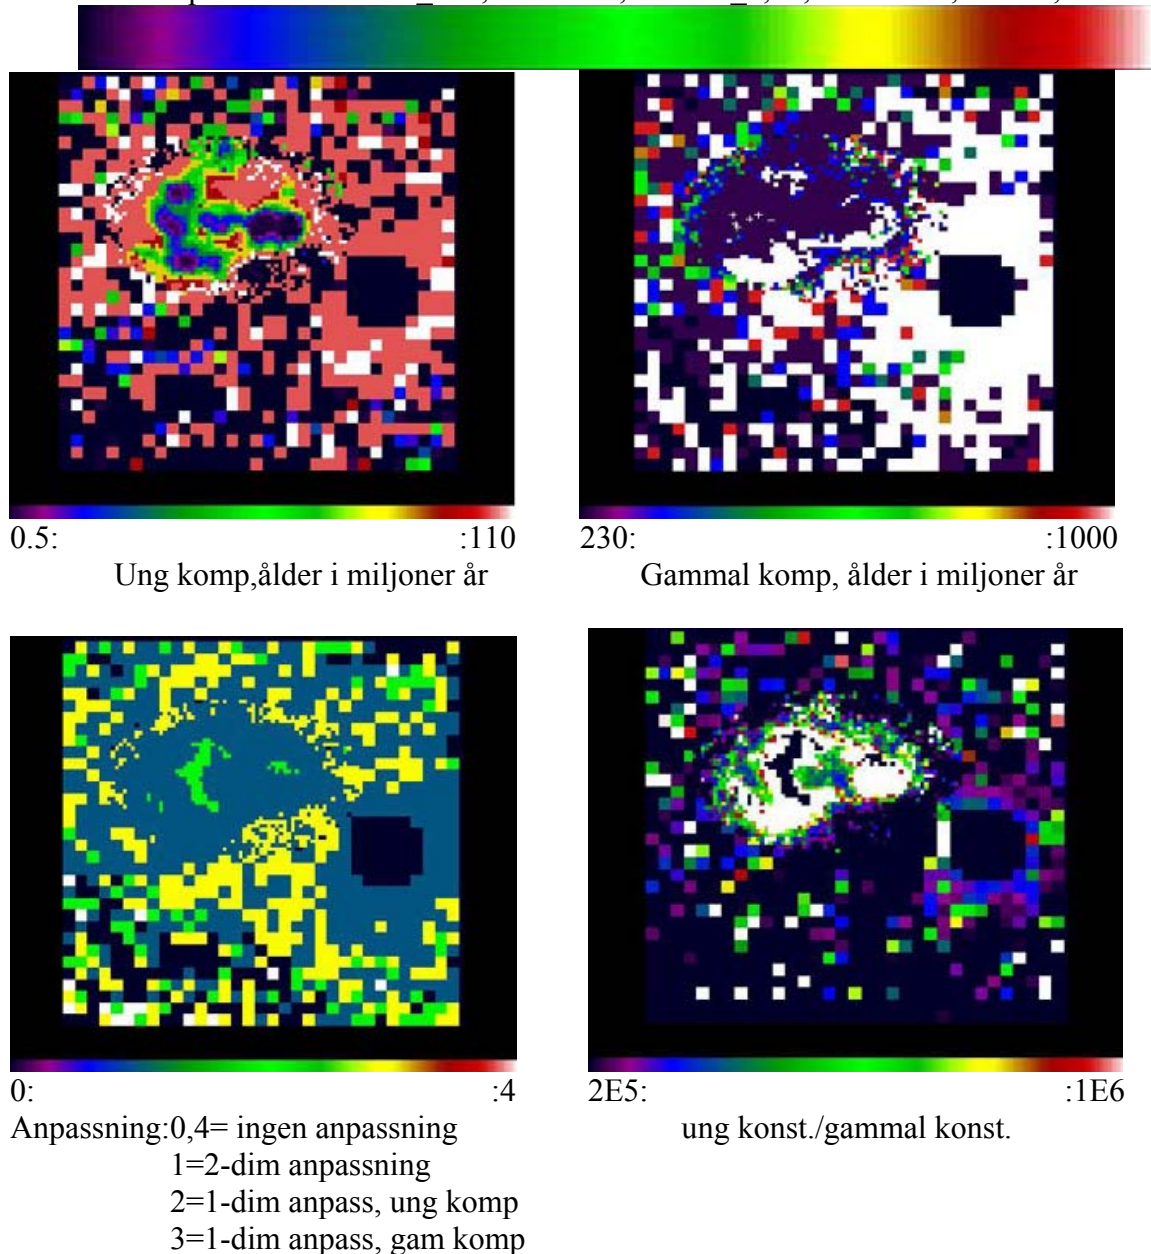 0.5: :110 230: :1000
Ung komp,ålder i miljoner år Gammal komp, ålder i miljoner år
0: :4 2E5: :1E6
Anpassning:0,4= ingen anpassning ung konst./gammal konst.
1=2-dim anpassning
2=1-dim anpass, ung komp
3=1-dim anpass, gam komp